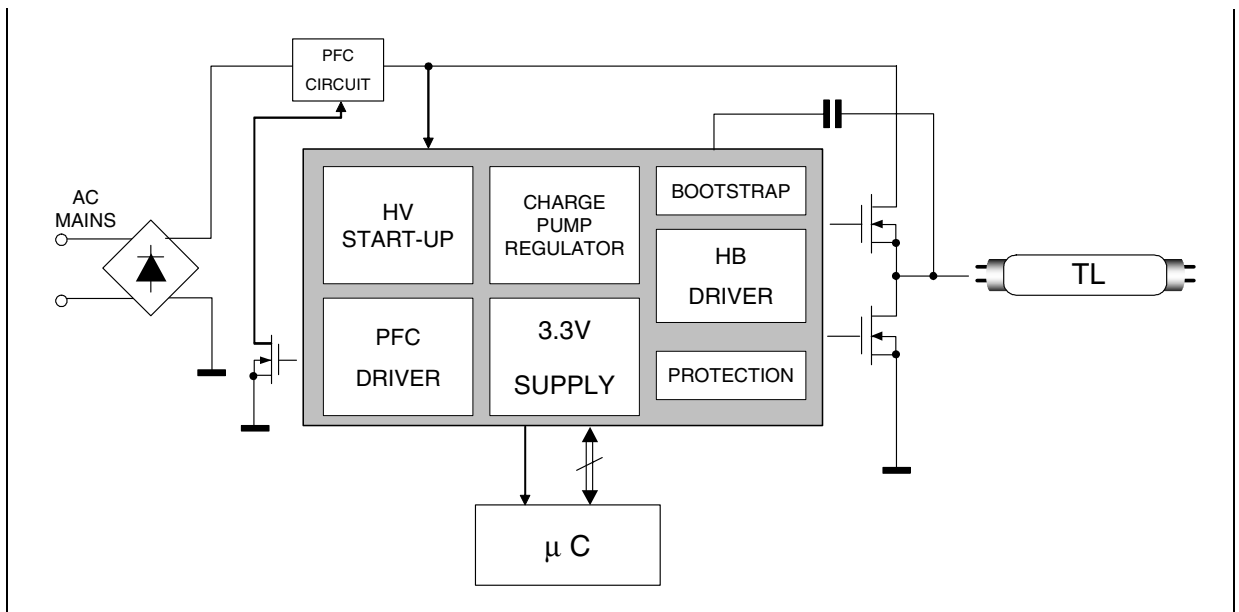 PFC
CIRCUIT
AC
MAINS
HV
START-UP
CHARGE
PUMP
REGULATOR
BOOTSTRAP
HB
DRIVER
TL
PFC
DRIVER
3.3V
SUPPLY
PROTECTION
μ C